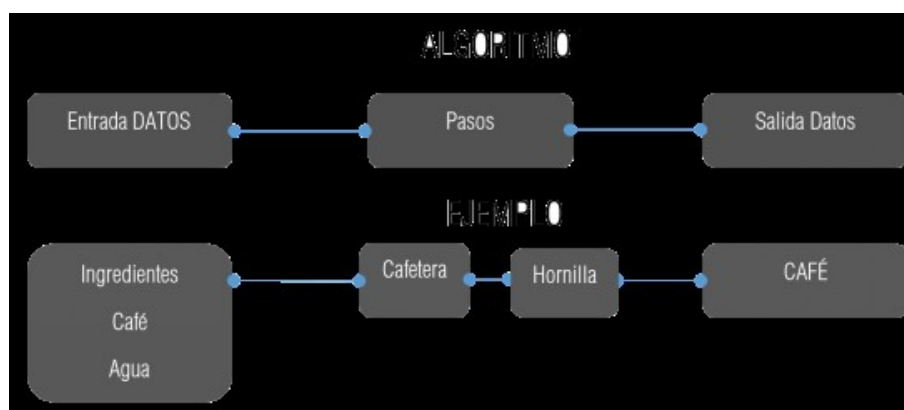 ALGORITMO
Entrada DATOS
Pasos
Salida Datos
EJEMPLO
Ingredientes
Café
Agua
Cafetera
Hornilla
CAFÉ